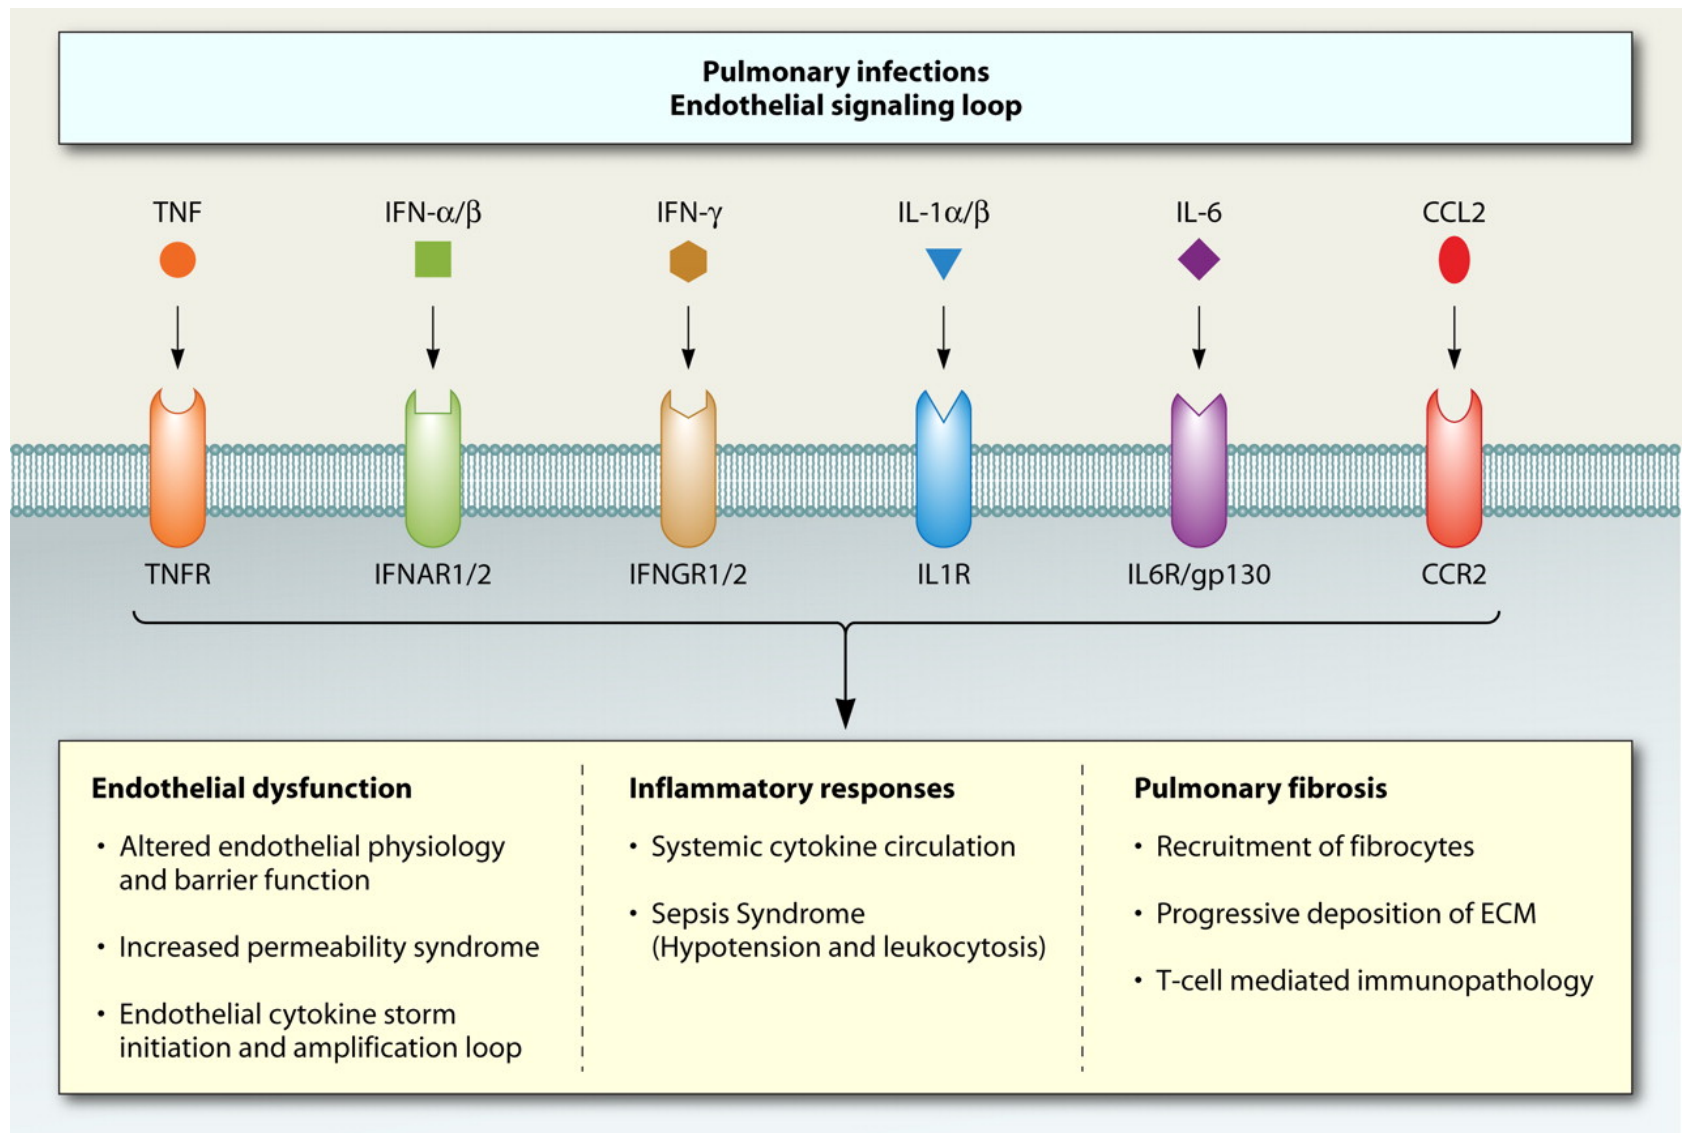 Pulmonary infections
Endothelial signaling loop
TNF
IFN-α/β
IFN-γ
IL-1α/β
IL-6
CCL2
TNFR
IFNAR1/2
IFNGR1/2
IL1R
IL6R/gp130
CCR2
Endothelial dysfunction
• Altered endothelial physiology
and barrier function
• Increased permeability syndrome
• Endothelial cytokine storm
initiation and amplification loop
Inflammatory responses
• Systemic cytokine circulation
• Sepsis Syndrome
(Hypotension and leukocytosis)
Pulmonary fibrosis
• Recruitment of fibrocytes
• Progressive deposition of ECM
• T-cell mediated immunopathology